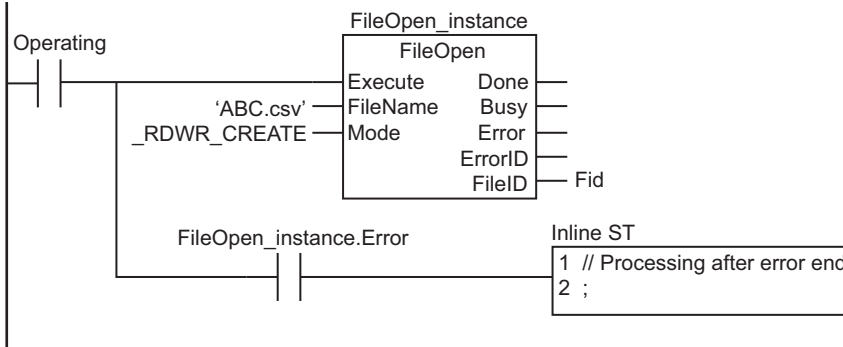 FileOpen_instance
Operating
FileOpen
Execute Done
‘ABC.csv’ FileName Busy
_RDWR_CREATE Mode Error
ErrorID
FileID Fid
FileOpen_instance.Error Inline ST
1 // Processing after error end
2 ;